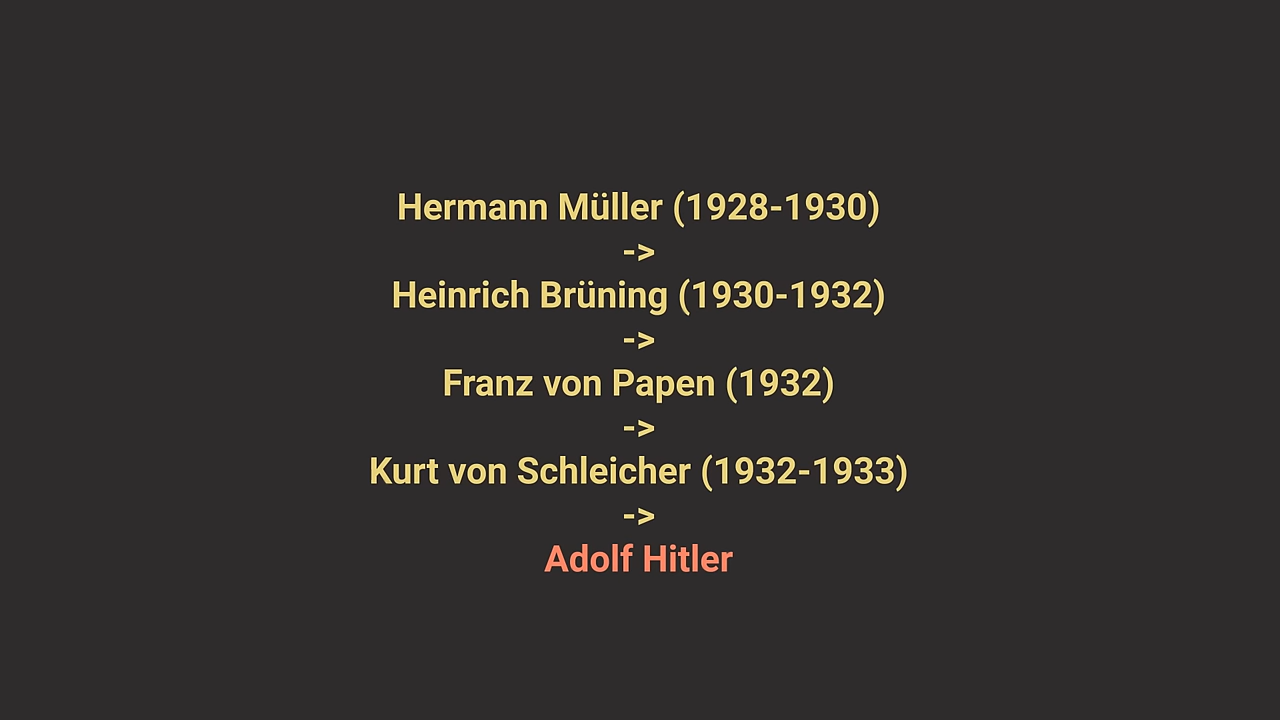 Hermann Müller (1928-1930)
->
Heinrich Brüning (1930-1932)
->
Franz von Papen (1932)
->
Kurt von Schleicher (1932-1933)
->
Adolf Hitler